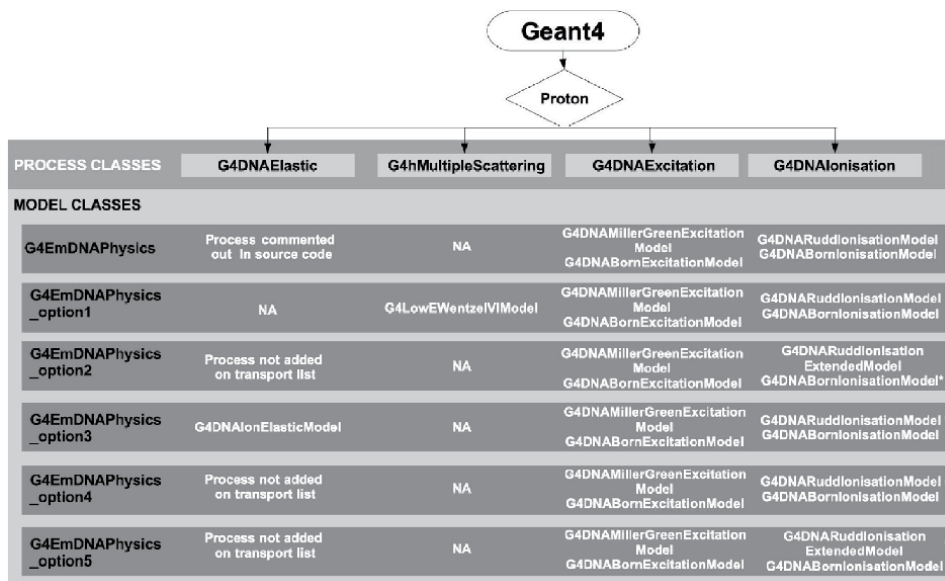 Geant4
Proton
PROCESS CLASSES
G4DNAElastic
G4hMultipleScattering
G4DNAExcitation
G4DNAIonisation
MODEL CLASSES
G4EmDNAPhysics
Process commented
out In source code
NA
G4DNAMillerGreenExcitation
Model
G4DNABornExcitationModel
G4DNARuddIonisationModel
G4DNABornIonisationModel
G4EmDNAPhysics
_option1
NA
G4LowEWentzelVIModel
G4DNAMillerGreenExcitation
Model
G4DNABornExcitationModel
G4DNARuddIonisationModel
G4DNABornIonisationModel
G4EmDNAPhysics
_option2
Process not added
on transport list
NA
G4DNAMillerGreenExcitation
Model
G4DNABornExcitationModel
G4DNARuddIonisation
ExtendedModel
G4DNABornIonisationModel*
G4EmDNAPhysics
_option3
G4DNAIonElasticModel
NA
G4DNAMillerGreenExcitation
Model
G4DNABornExcitationModel
G4DNARuddIonisationModel
G4DNABornIonisationModel
G4EmDNAPhysics
_option4
Process not added
on transport list
NA
G4DNAMillerGreenExcitation
Model
G4DNABornExcitationModel
G4DNARuddIonisationModel
G4DNABornIonisationModel
G4EmDNAPhysics
_option5
Process not added
on transport list
NA
G4DNAMillerGreenExcitation
Model
G4DNABornExcitationModel
G4DNARuddIonisation
ExtendedModel
G4DNABornIonisationModel